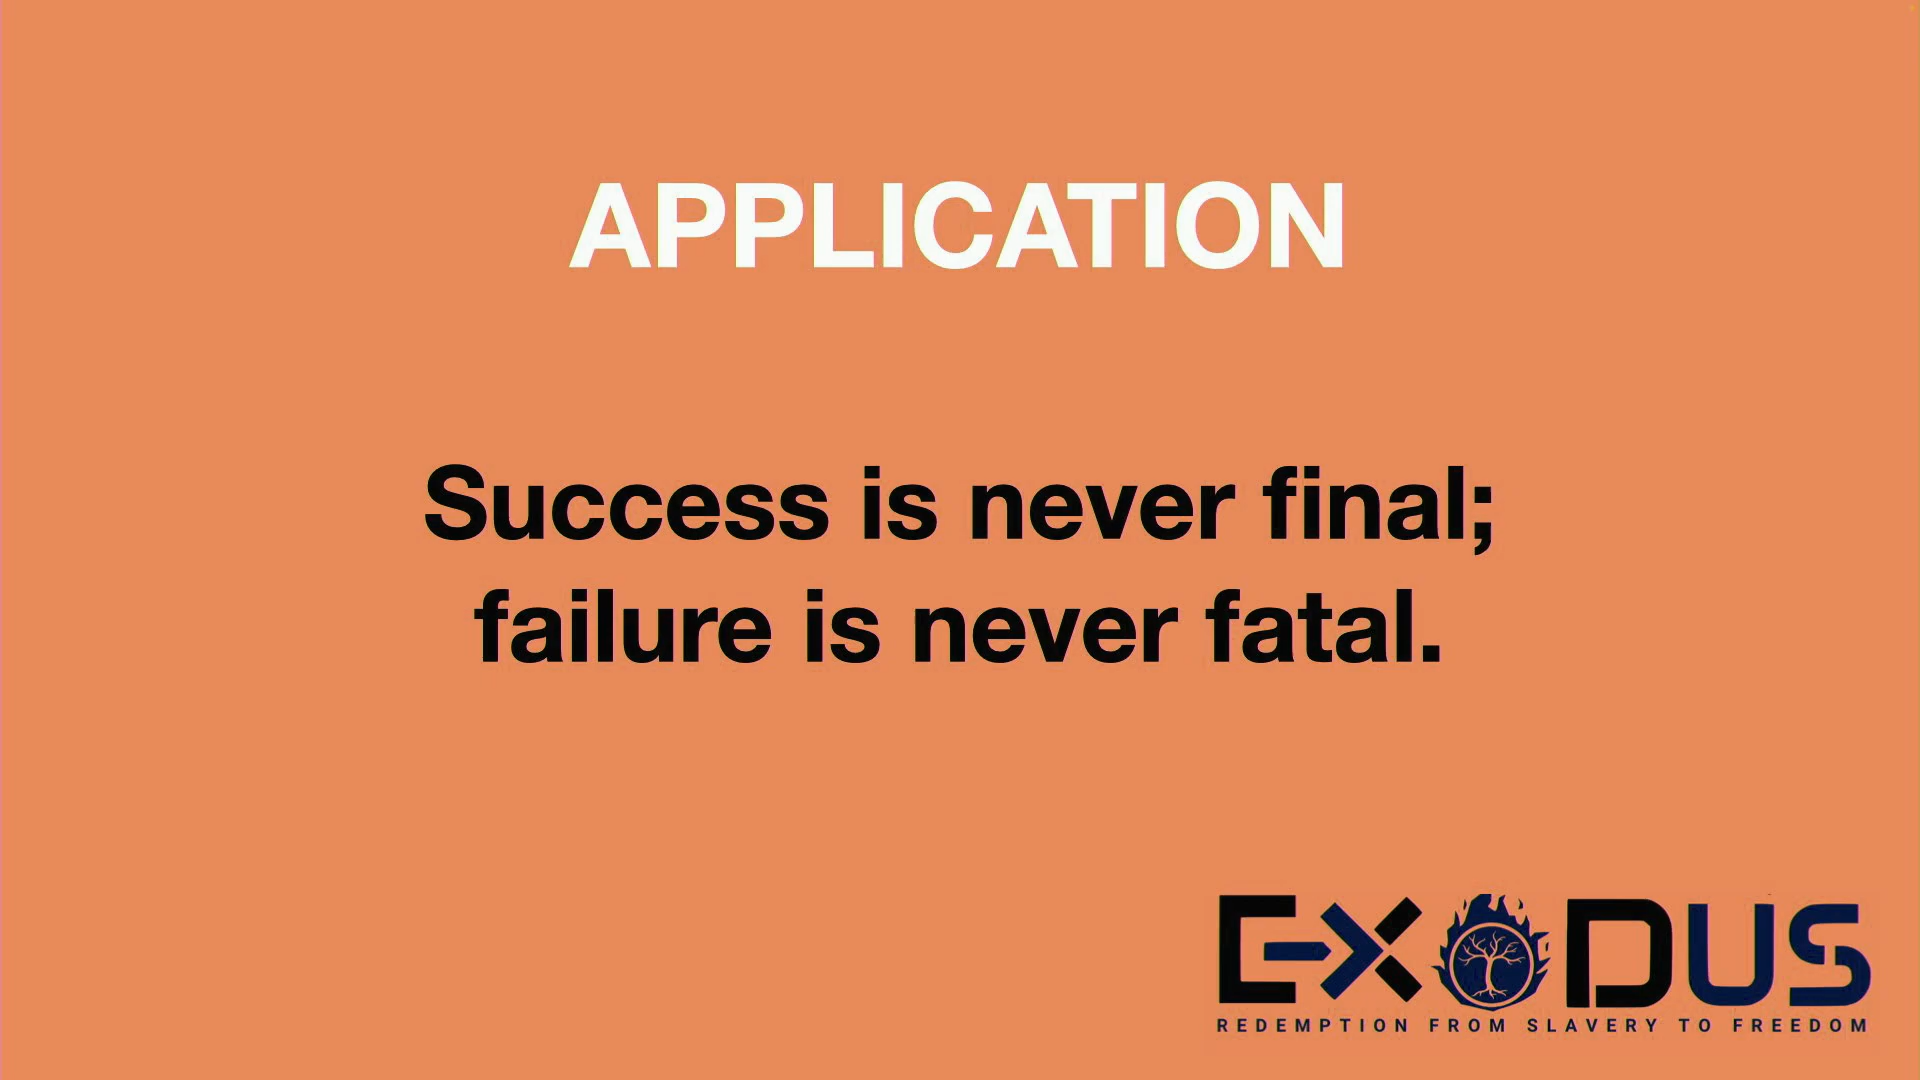 APPLICATION
Success is never final;
failure is never fatal.
EXODUS
REDEMPTION FROM SLAVERY TO FREEDOM